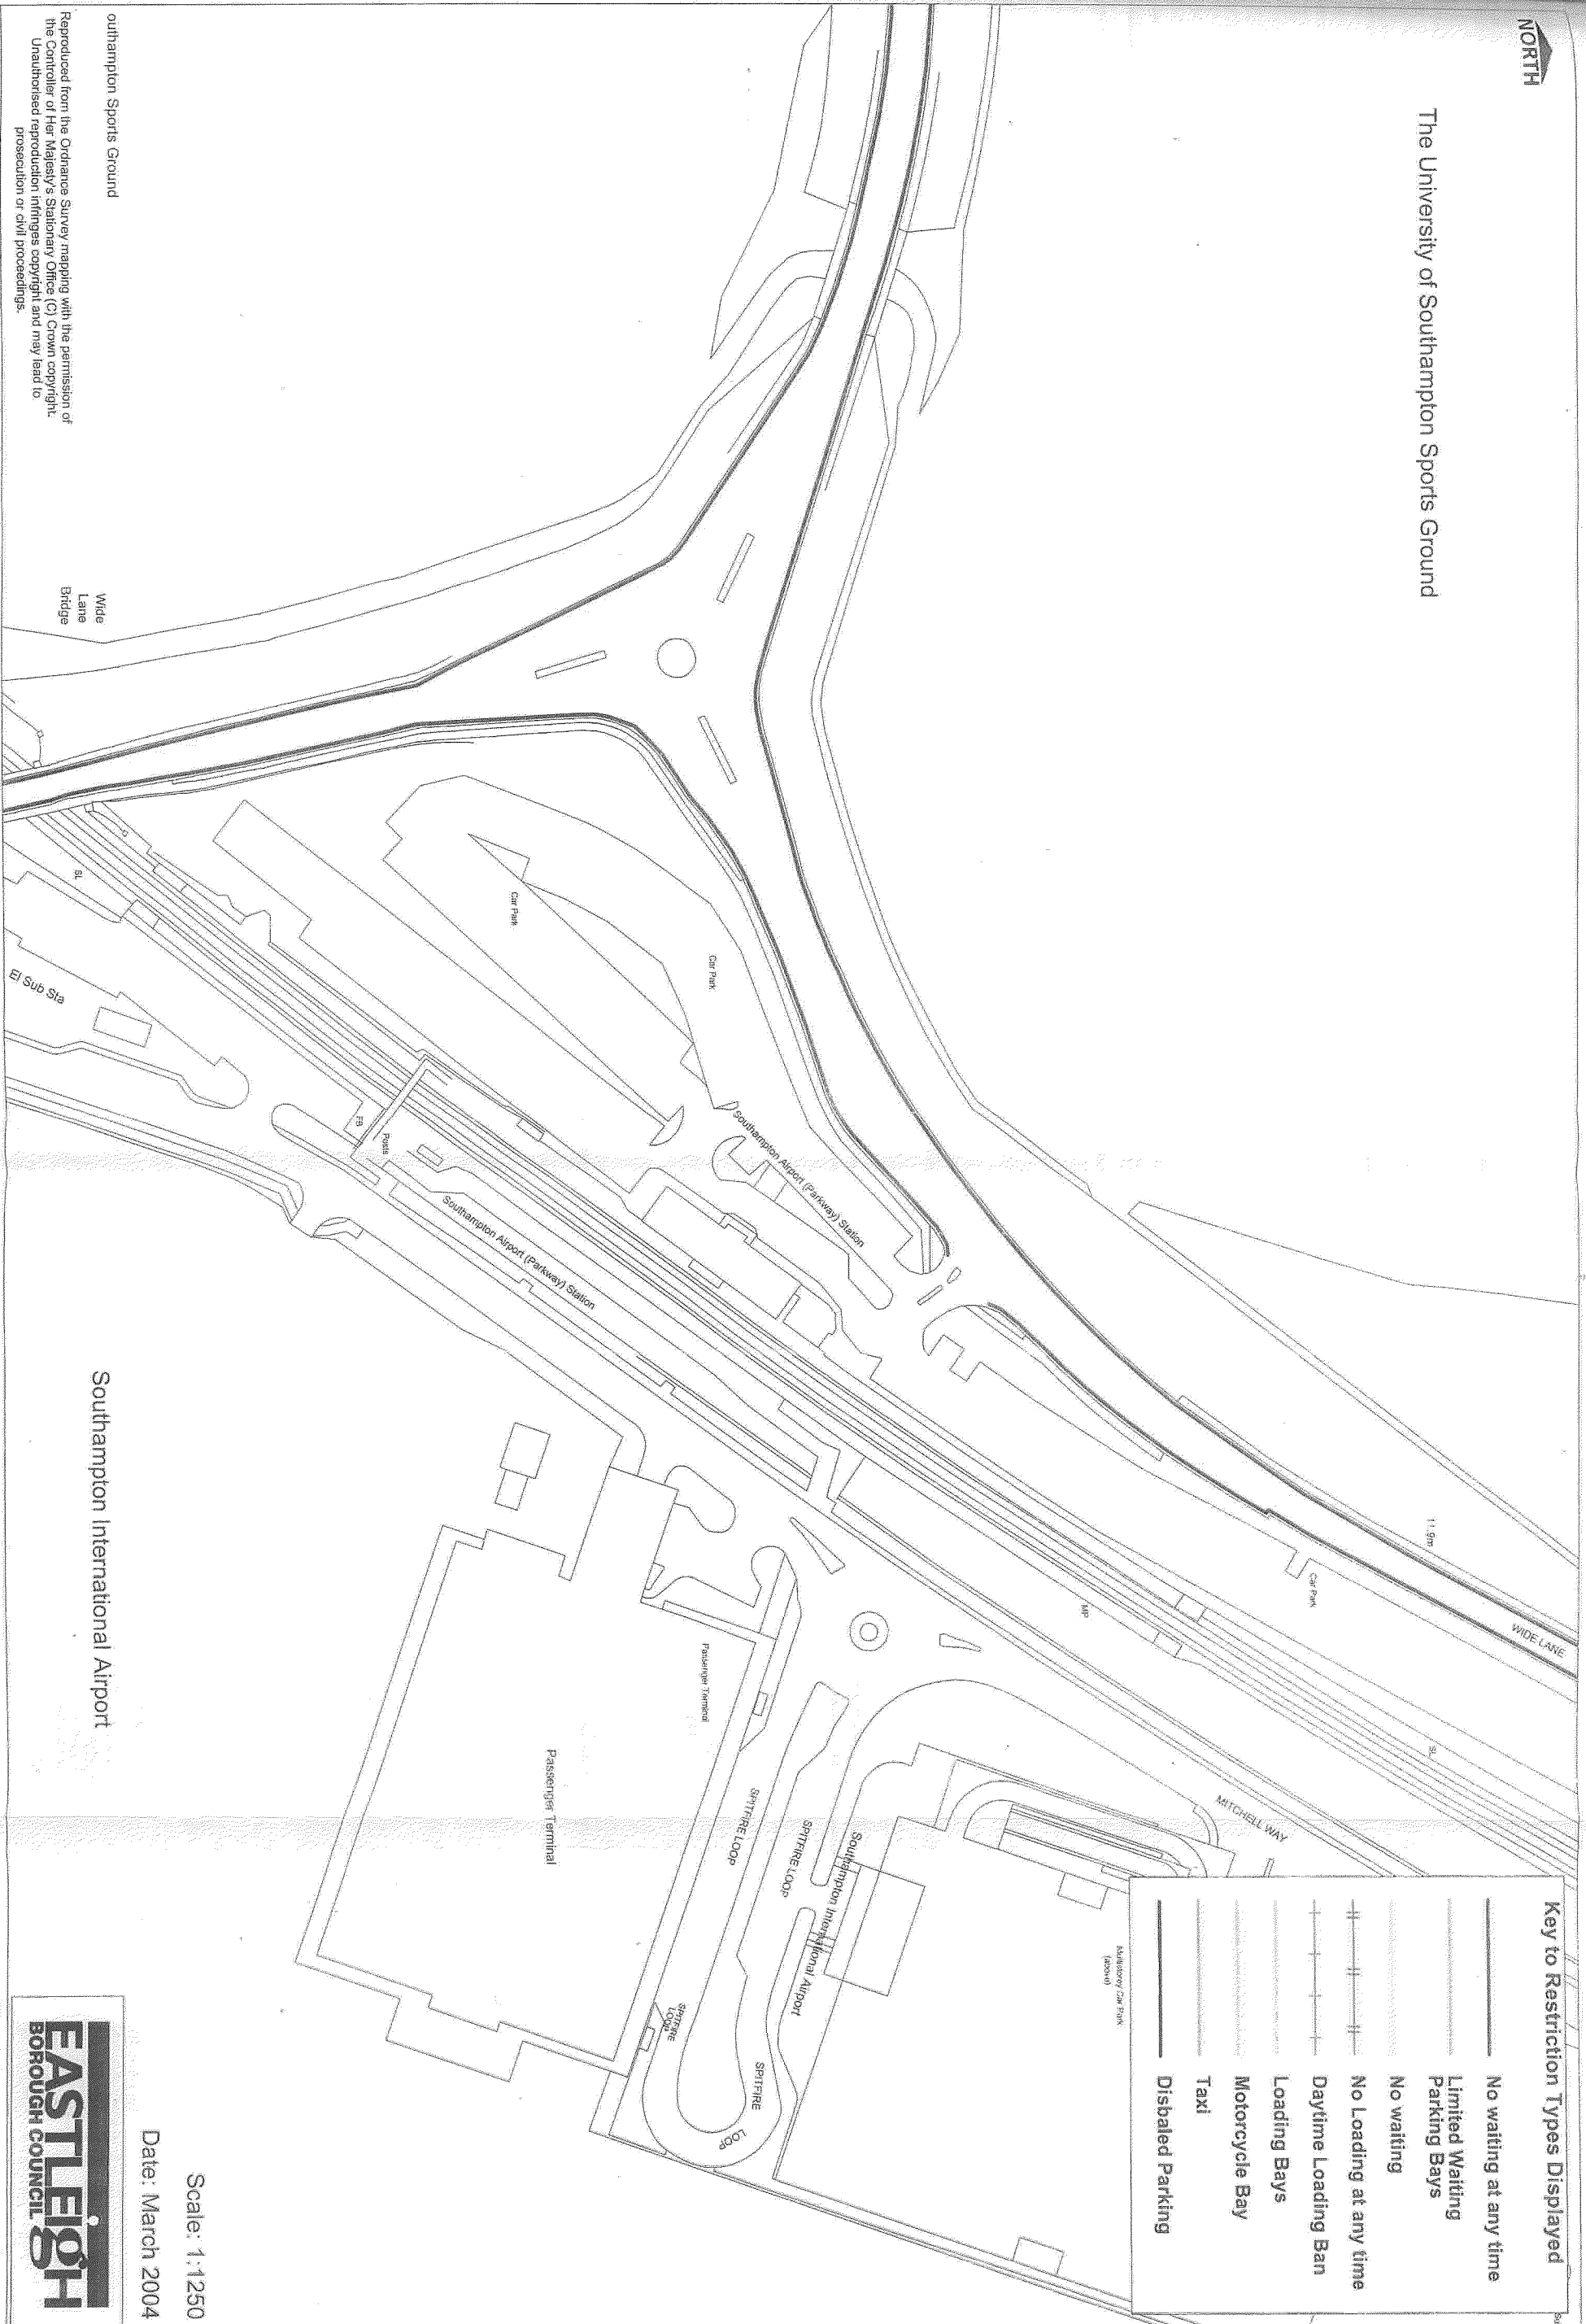 NORTH
The University of Southampton Sports Ground
Key to Restriction Types Displayed
No waiting at any time
Limited Waiting
Parking Bays
No waiting
No Loading at any time
Daytime Loading Ban
Loading Bays
Motorcycle Bay
Taxi
Disbaled Parking
11.9m
WIDE LANE
Car Park
SL
MP
MITCHELL WAY
Multistorey Car Park
(above)
Car Park
Car Park
Southampton Airport (Parkway) Station
Southampton Airport (Parkway) Station
FB
Posts
SL
El Sub Sta
Wide
Lane
Bridge
Passenger Terminal
Passenger Terminal
SPITFIRE LOOP
SPITFIRE LOOP
Southampton International Airport
SPITFIRE
LOOP
SPITFIRE
LOOP
Southampton International Airport
outhampton Sports Ground
Reproduced from the Ordnance Survey mapping with the permission of
the Controller of Her Majesty's Stationary Office (C) Crown copyright.
Unauthorised reproduction infringes copyright and may lead to
prosecution or civil proceedings.
Scale: 1:1250
Date: March 2004
EASTLEIGH
BOROUGH COUNCIL